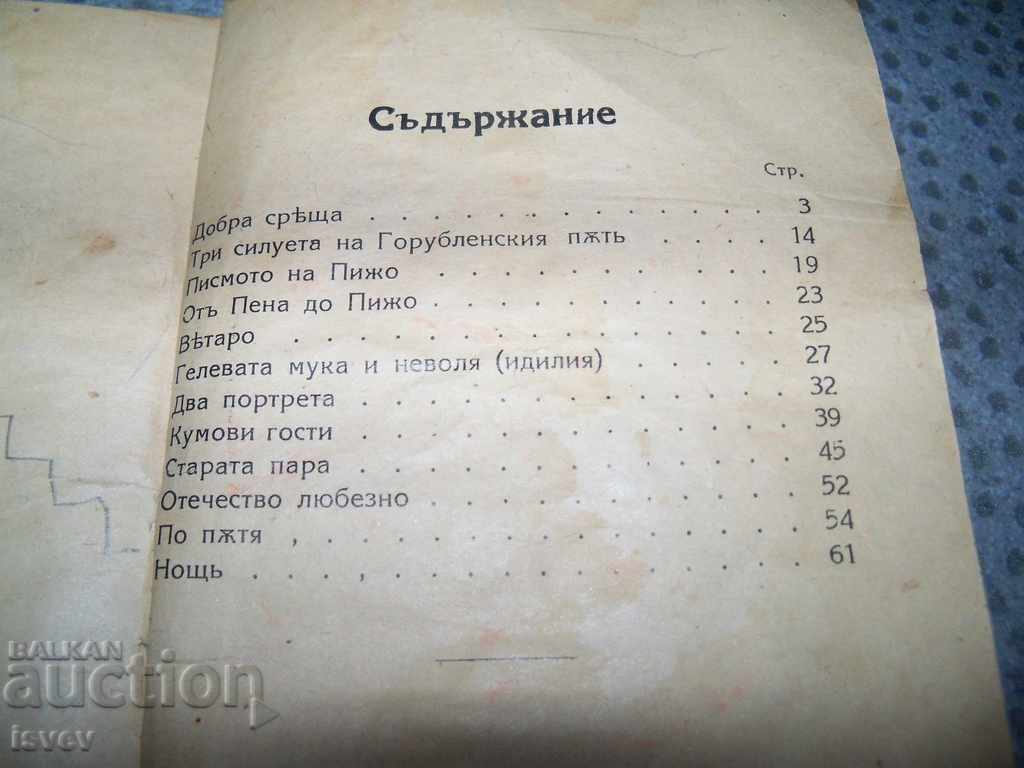 Съдържание
Стр.
Добра срѣща . . . . . . . . . . . . . 3
Три силуета на Горубленския пѫть . . . . 14
Писмото на Пижо . . . . . . . . . . . 19
Отъ Пена до Пижо . . . . . . . . . . . 23
Вѣтаро . . . . . . . . . . . . . . . 25
Гелевата мука и неволя (идилия) . . . . . 27
Два портрета . . . . . . . . . . . . . 32
Кумови гости . . . . . . . . . . . . . 39
Старата пара . . . . . . . . . . . . . 45
Отечество любезно . . . . . . . . . . . 52
По пѫтя , . . . . . . . . . . . . . . 54
Нощь . . . , . . . . . . . . . . . . 61
BALKAN
auction
isvev